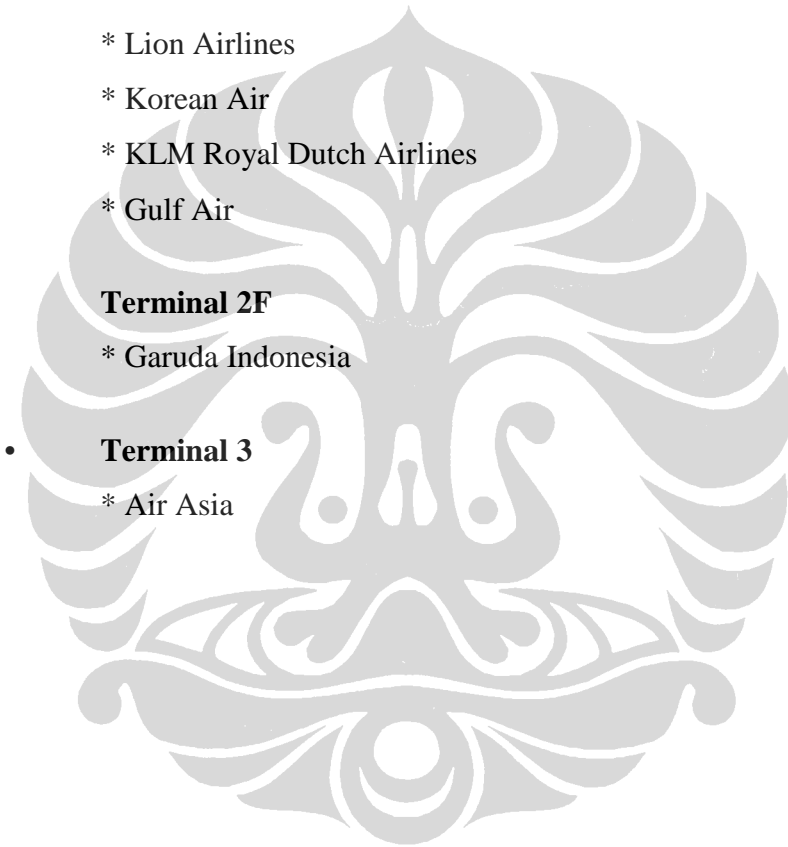 * Lion Airlines
* Korean Air
* KLM Royal Dutch Airlines
* Gulf Air
Terminal 2F
* Garuda Indonesia
• Terminal 3
* Air Asia